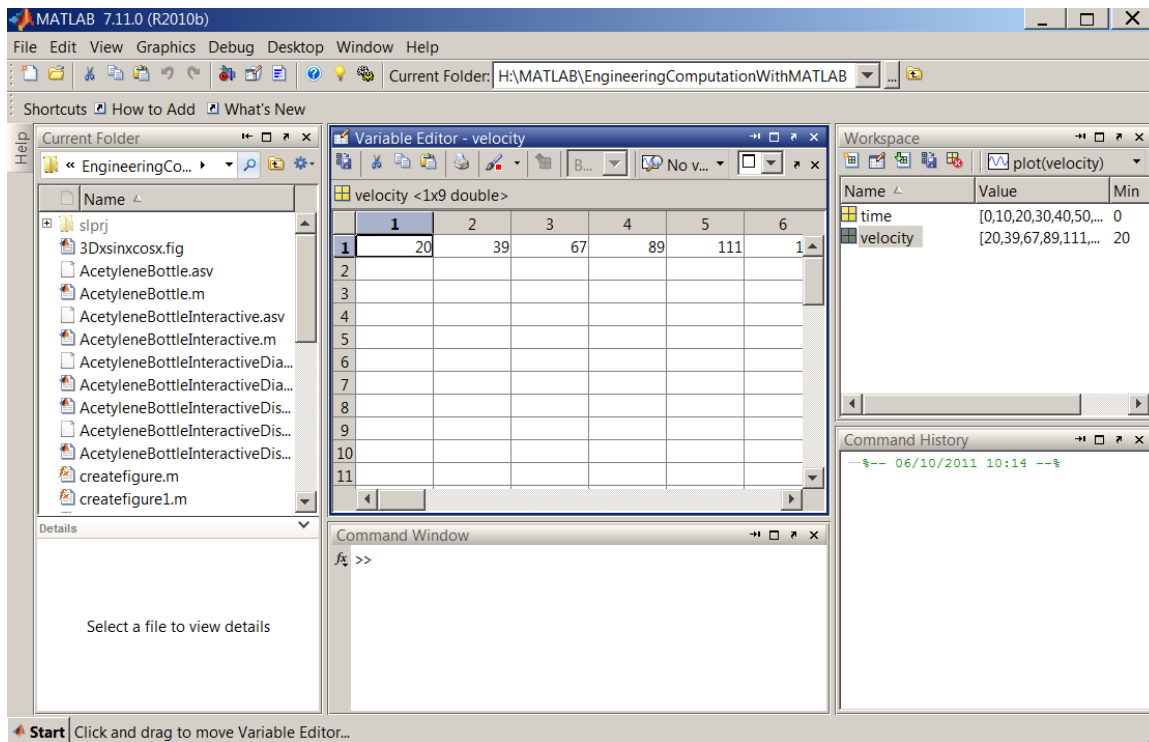 MATLAB 7.11.0 (R2010b)
File Edit View Graphics Debug Desktop Window Help
Current Folder: H:\MATLAB\EngineeringComputationWithMATLAB
Shortcuts How to Add What's New
Help
Current Folder
« EngineeringCo...
Name
slprj
3Dxsinxcosx.fig
AcetyleneBottle.asv
AcetyleneBottle.m
AcetyleneBottleInteractive.asv
AcetyleneBottleInteractive.m
AcetyleneBottleInteractiveDia...
AcetyleneBottleInteractiveDia...
AcetyleneBottleInteractiveDis...
AcetyleneBottleInteractiveDis...
AcetyleneBottleInteractiveDis...
createfigure.m
createfigure1.m
Details
Select a file to view details
Variable Editor - velocity
B... No v...
velocity <1x9 double>
1 2 3 4 5 6
1 20 39 67 89 111 1
2
3
4
5
6
7
8
9
10
11
Command Window
fx >>
Workspace
plot(velocity)
Name Value Min
time [0,10,20,30,40,50,... 0
velocity [20,39,67,89,111,... 20
Command History
%-- 06/10/2011 10:14 --%
Start Click and drag to move Variable Editor...